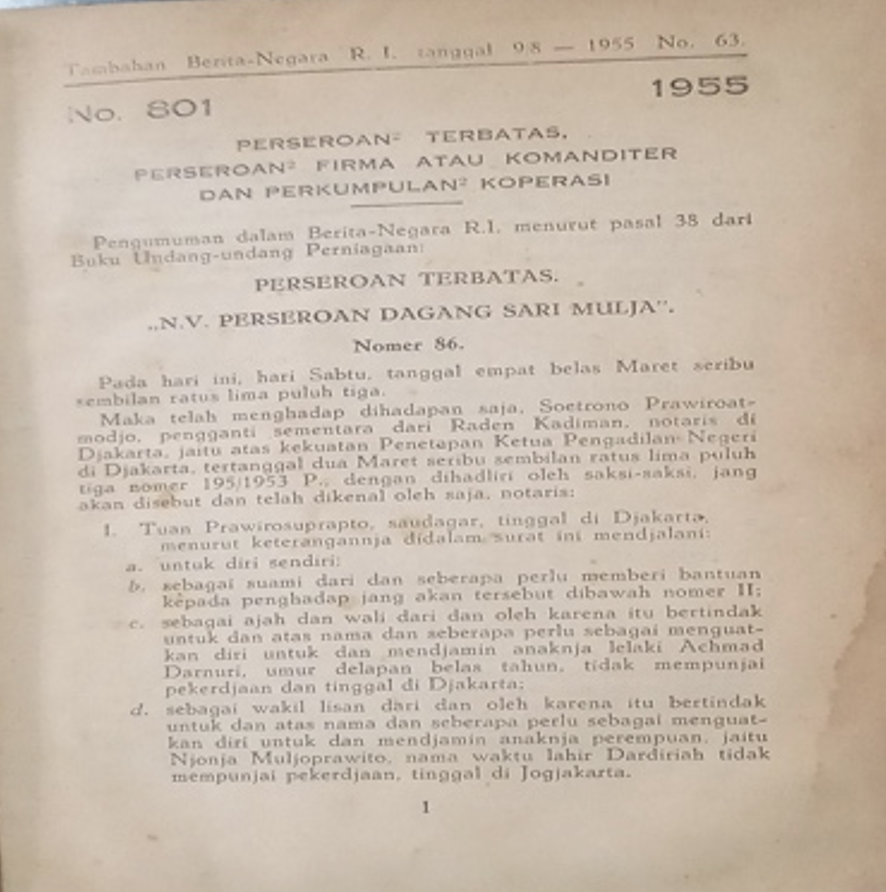 Tambahan Berita-Negara R. I. tanggal 9/8 — 1955 No. 63.
No. 801
1955
PERSEROAN² TERBATAS,
PERSEROAN² FIRMA ATAU KOMANDITER
DAN PERKUMPULAN² KOPERASI
Pengumuman dalam Berita-Negara R.I. menurut pasal 38 dari
Buku Undang-undang Perniagaan:
PERSEROAN TERBATAS.
„N.V. PERSEROAN DAGANG SARI MULJA".
Nomer 86.
Pada hari ini, hari Sabtu, tanggal empat belas Maret seribu
sembilan ratus lima puluh tiga.
Maka telah menghadap dihadapan saja, Soetrono Prawiroat-
modjo, pengganti sementara dari Raden Kadiman, notaris di
Djakarta, jaitu atas kekuatan Penetapan Ketua Pengadilan Negeri
di Djakarta, tertanggal dua Maret seribu sembilan ratus lima puluh
tiga nomer 195/1953 P., dengan dihadliri oleh saksi-saksi, jang
akan disebut dan telah dikenal oleh saja, notaris:
I. Tuan Prawirosuprapto, saudagar, tinggal di Djakarta,
menurut keterangannja didalam surat ini mendjalani:
a. untuk diri sendiri;
b. sebagai suami dari dan seberapa perlu memberi bantuan
kepada penghadap jang akan tersebut dibawah nomer II;
c. sebagai ajah dan wali dari dan oleh karena itu bertindak
untuk dan atas nama dan seberapa perlu sebagai menguat-
kan diri untuk dan mendjamin anaknja lelaki Achmad
Darnuri, umur delapan belas tahun, tidak mempunjai
pekerdjaan dan tinggal di Djakarta;
d. sebagai wakil lisan dari dan oleh karena itu bertindak
untuk dan atas nama dan seberapa perlu sebagai menguat-
kan diri untuk dan mendjamin anaknja perempuan, jaitu
Njonja Muljoprawito, nama waktu lahir Dardiriah tidak
mempunjai pekerdjaan, tinggal di Jogjakarta.
1